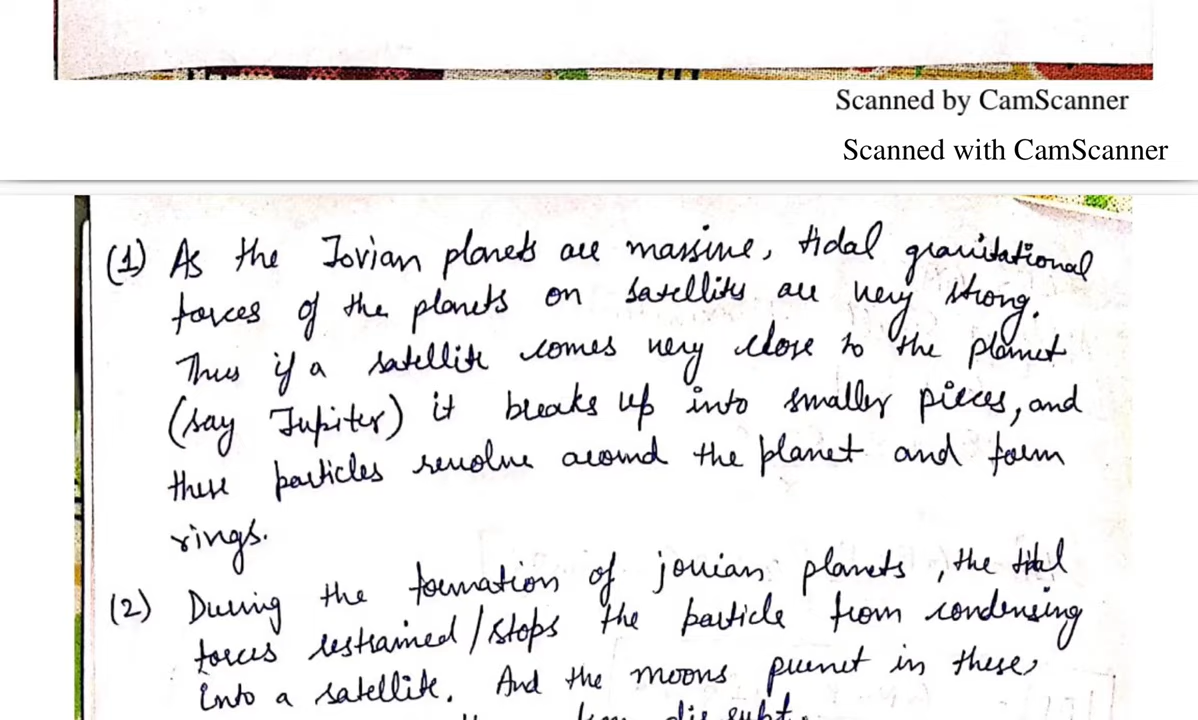 Scanned by CamScanner
Scanned with CamScanner
(1) As the Jovian planets are massive, tidal gravitational
forces of the planets on satellites are very strong.
Thus if a satellite comes very close to the planet
(say Jupiter) it breaks up into smaller pieces, and
these particles revolve around the planet and form
rings.
(2) During the formation of jovian planets, the tidal
forces restrained/stops the particle from condensing
into a satellite. And the moons present in these